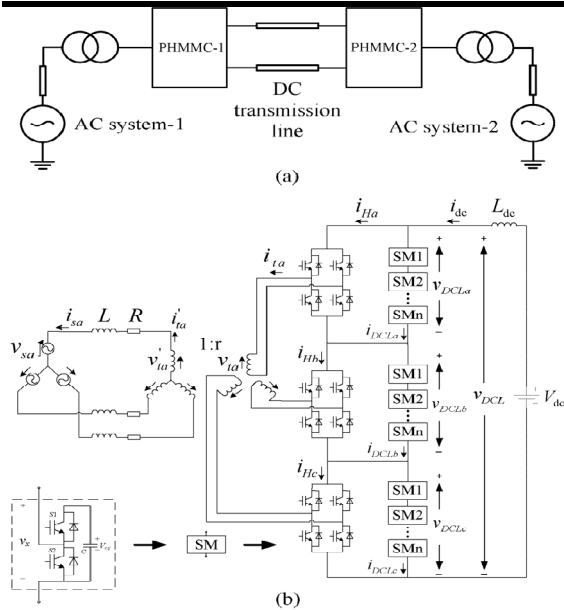 PHMMC-1
PHMMC-2
DC
transmission
line
AC system-1
AC system-2
(a)
i_Ha
i_dc
L_dc
i_ta
SM1
SM2
SMn
v_DCLa
i_DCLa
i_sa
L
R
i'_ta
v_sa
v'_ta
1:r
v_ta
i_Hb
SM1
SM2
SMn
v_DCLb
i_DCLb
v_DCL
V_dc
i_Hc
SM1
SM2
SMn
v_DCLc
i_DCLc
S1
S2
v_x
C
SM
(b)